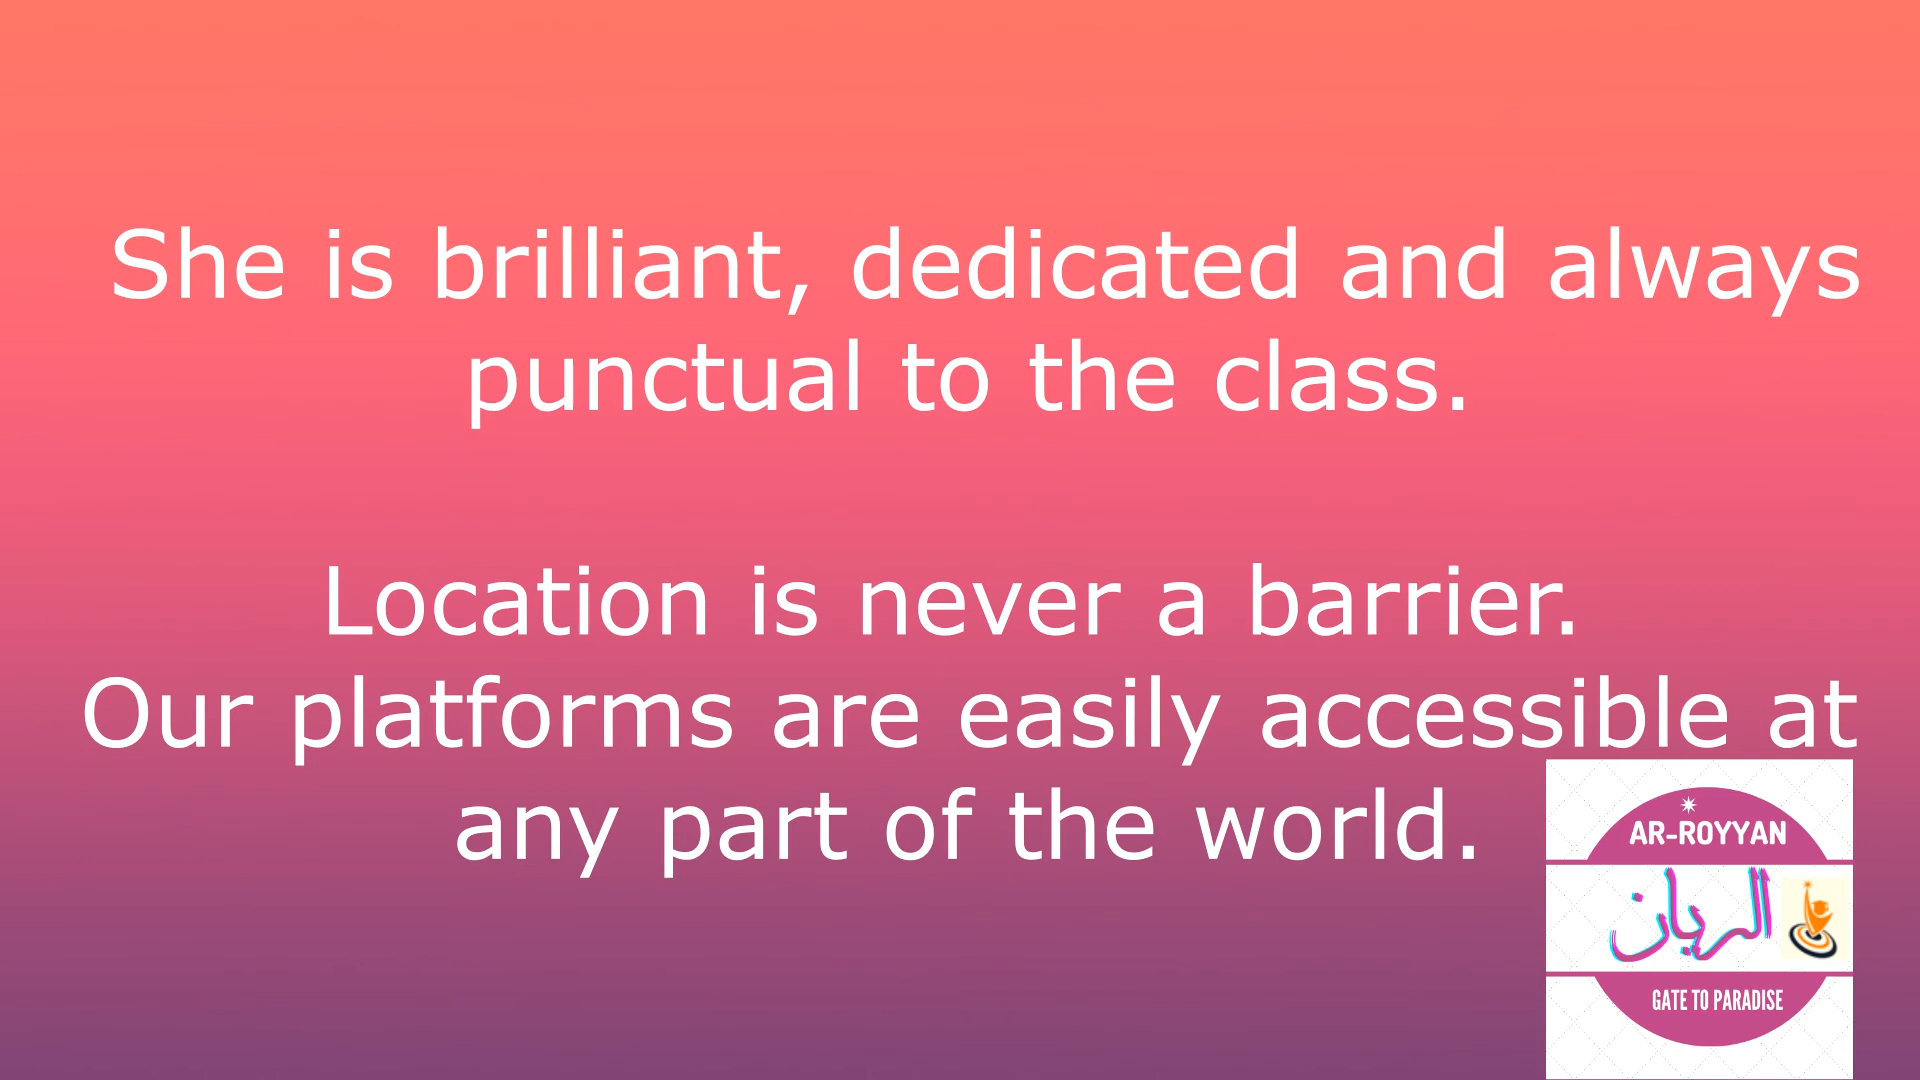 She is brilliant, dedicated and always
punctual to the class.
Location is never a barrier.
Our platforms are easily accessible at
any part of the world.
AR-ROYYAN
الريان
GATE TO PARADISE